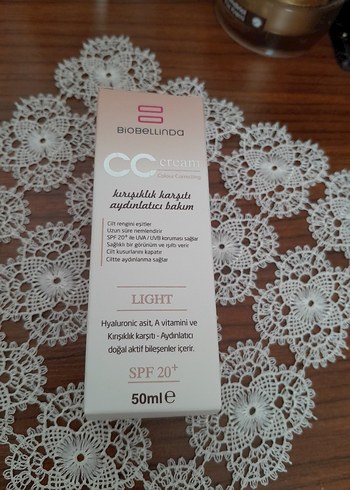 BIOBELLINDA
CC cream
Colour Correcting
kırışıklık karşıtı
aydınlatıcı bakım
Cilt rengini eşitler
Uzun süre nemlendirir
SPF 20+ ile UVA / UVB koruması sağlar
Sağlıklı bir görünüm ve ışıltı verir
Cilt kusurlarını kapatır
Ciltte aydınlanma sağlar
LIGHT
Hyaluronic asit, A vitamini ve
Kırışıklık karşıtı - Aydınlatıcı
doğal aktif bileşenler içerir.
SPF 20+
50ml e